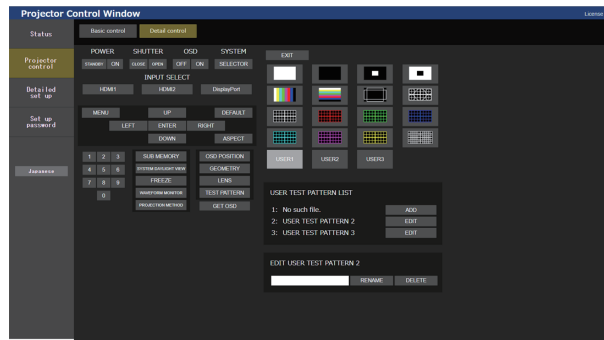 Projector Control Window
License
Status
Projector control
Detailed set up
Set up password
Japanese
Basic control
Detail control
POWER SHUTTER OSD SYSTEM
STANDBY ON CLOSE OPEN OFF ON SELECTOR
INPUT SELECT
HDMI1 HDMI2 DisplayPort
MENU UP DEFAULT
LEFT ENTER RIGHT
DOWN ASPECT
1 2 3 SUB MEMORY OSD POSITION
4 5 6 SYSTEM DAYLIGHT VIEW GEOMETRY
7 8 9 FREEZE LENS
0 WAVEFORM MONITOR TEST PATTERN
PROJECTION METHOD GET OSD
EXIT
USER1 USER2 USER3
USER TEST PATTERN LIST
1: No such file. ADD
2: USER TEST PATTERN 2 EDIT
3: USER TEST PATTERN 3 EDIT
EDIT USER TEST PATTERN 2
RENAME DELETE